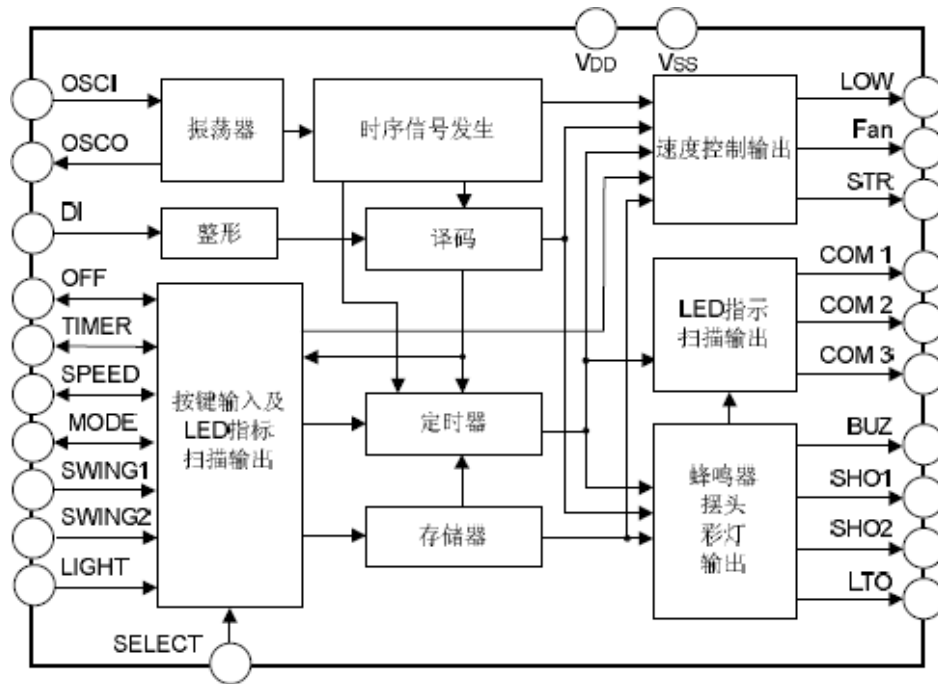 VDD
VSS
OSCI
OSCO
DI
OFF
TIMER
SPEED
MODE
SWING1
SWING2
LIGHT
SELECT
振荡器
时序信号发生
整形
译码
按键输入及
LED指标
扫描输出
定时器
存储器
速度控制输出
LED指示
扫描输出
蜂鸣器
摆头
彩灯
输出
LOW
Fan
STR
COM 1
COM 2
COM 3
BUZ
SHO1
SHO2
LTO